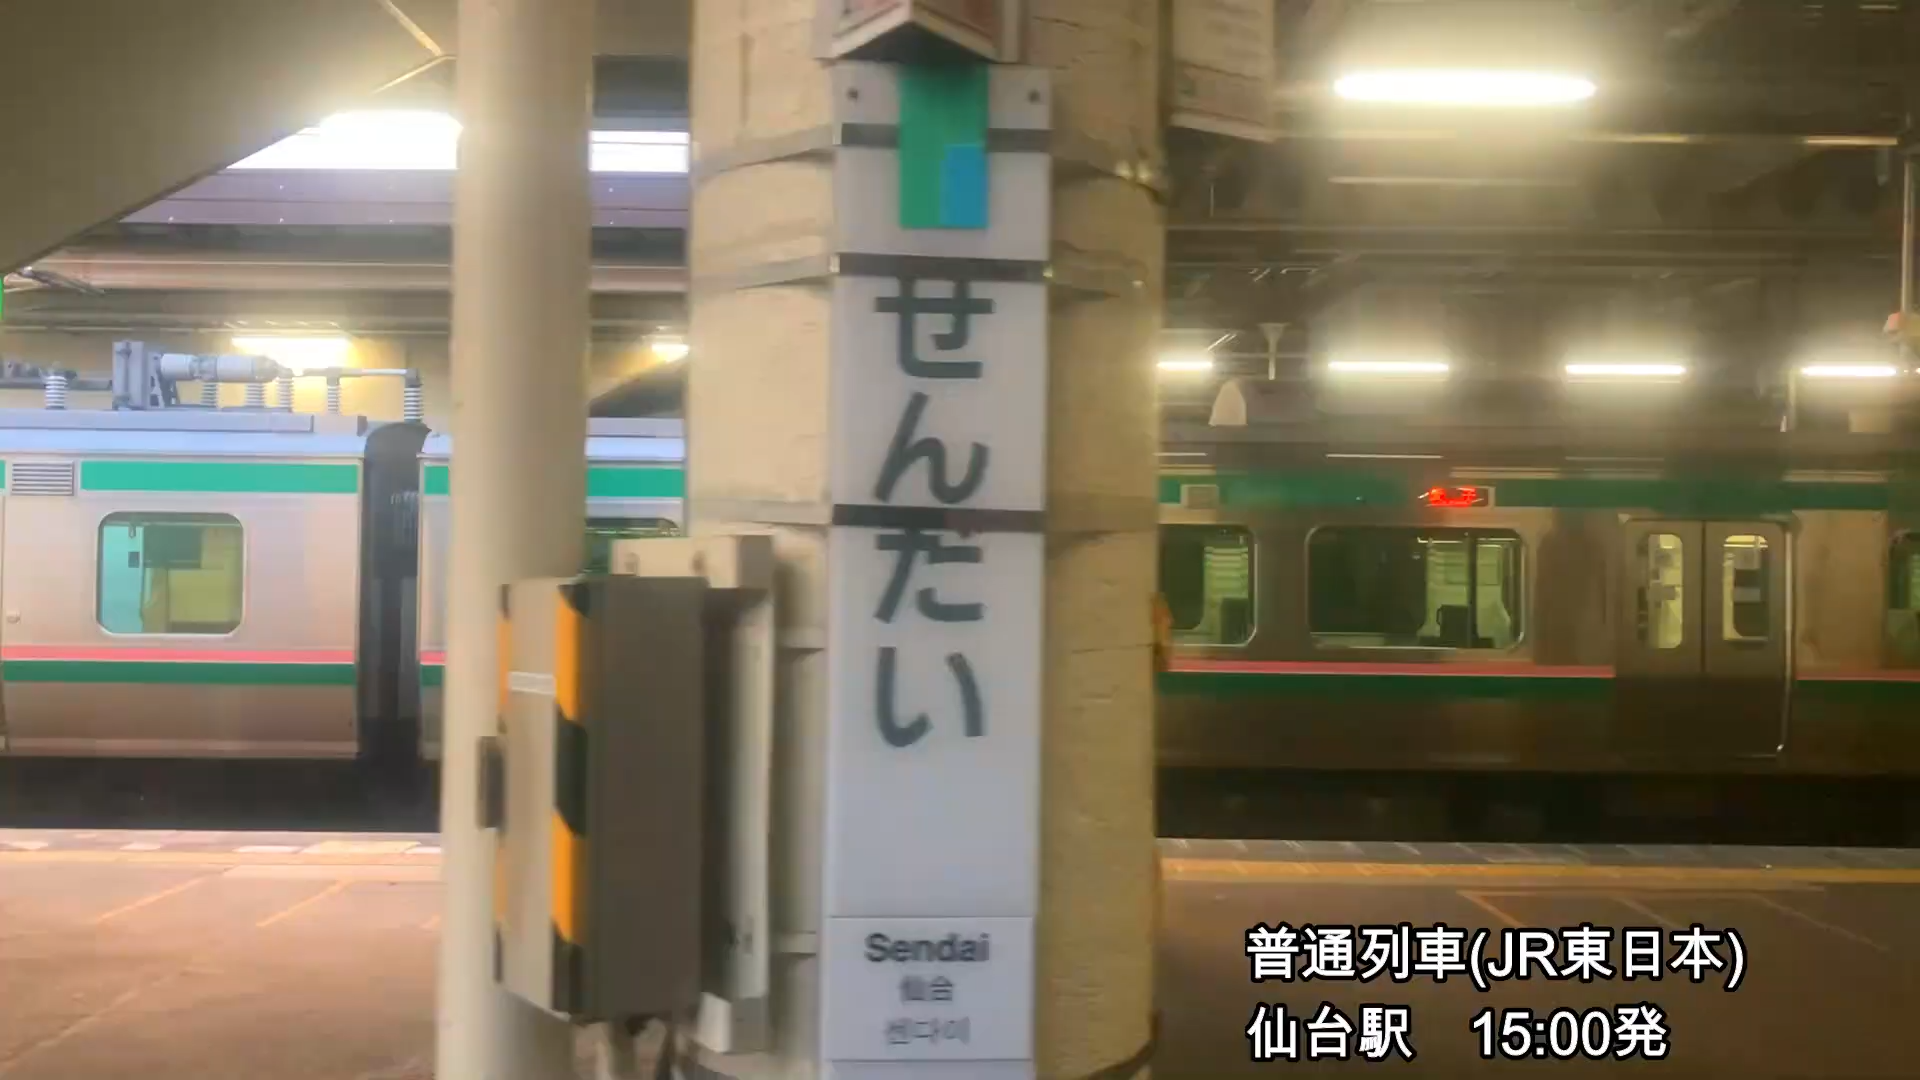 せんだい
Sendai
仙台
센다이
普通列車(JR東日本)
仙台駅 15:00発